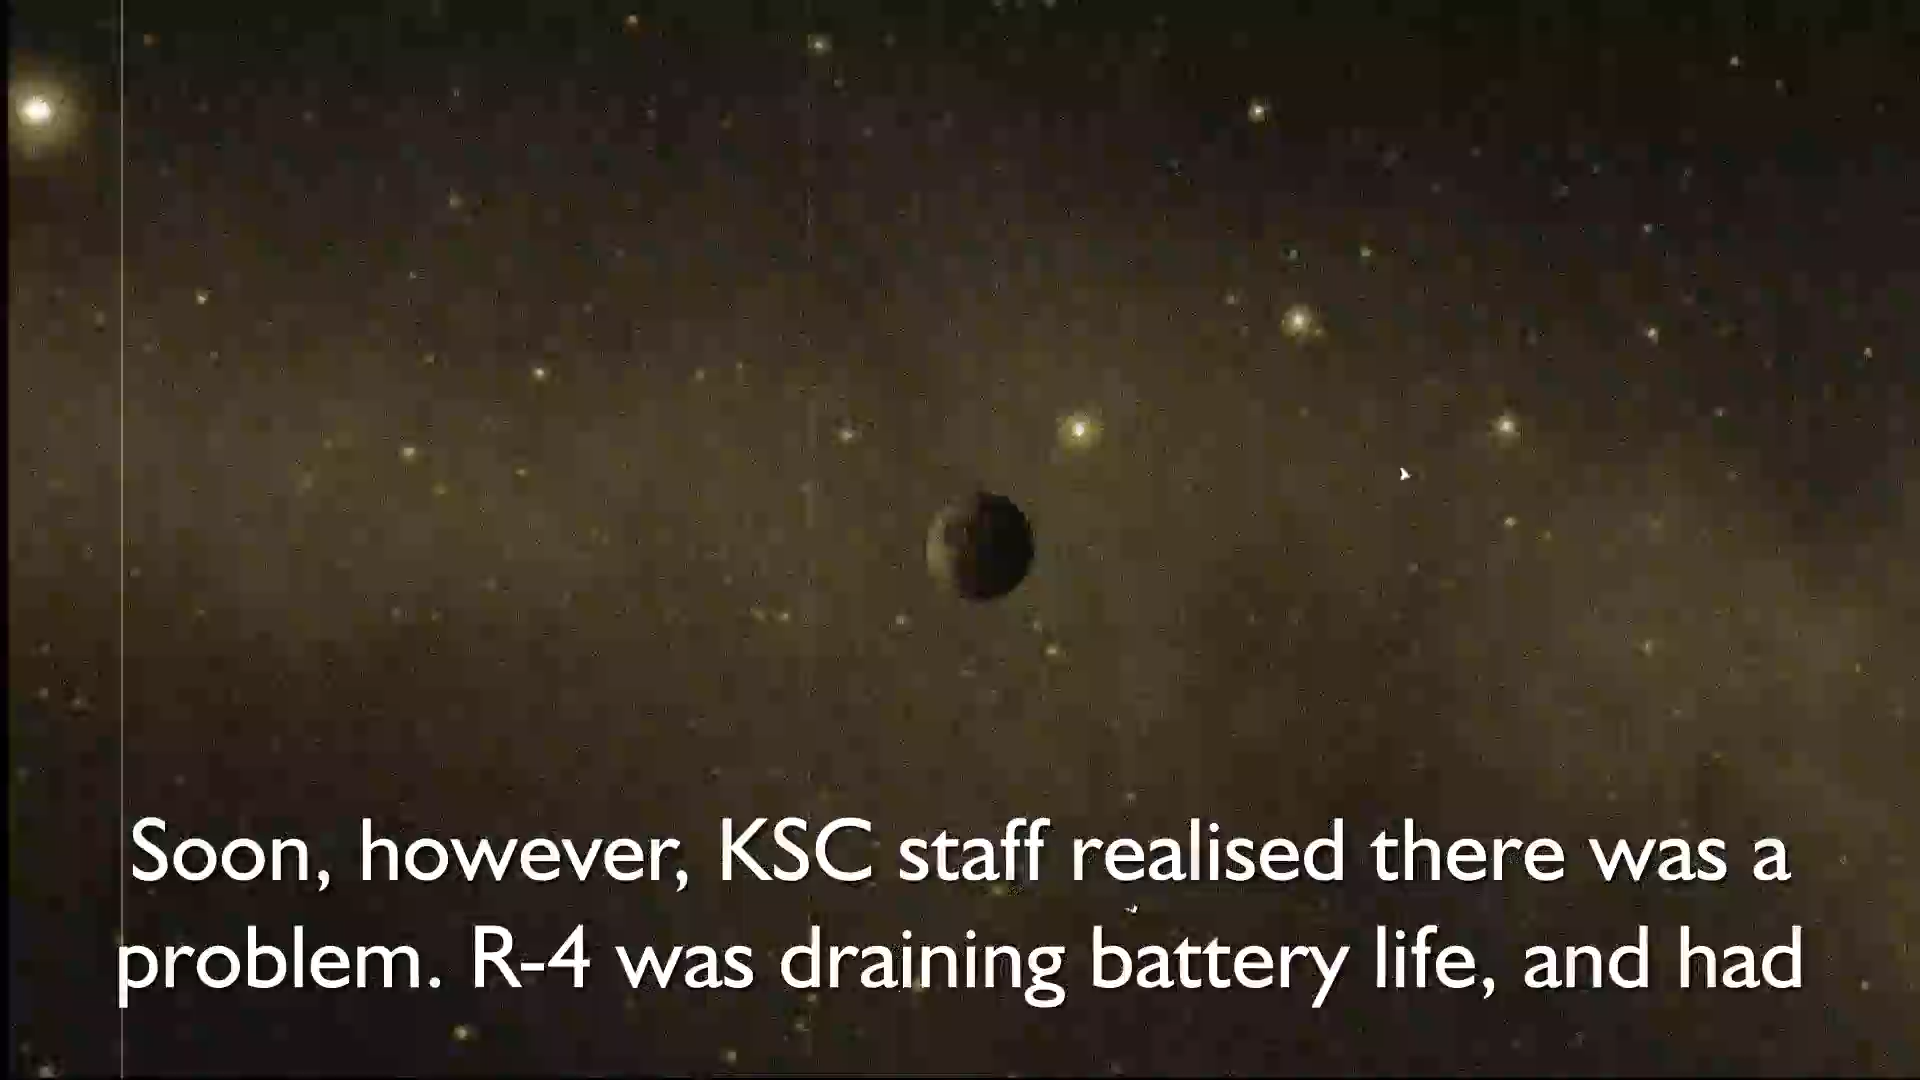 Soon, however, KSC staff realised there was a
problem. R-4 was draining battery life, and had